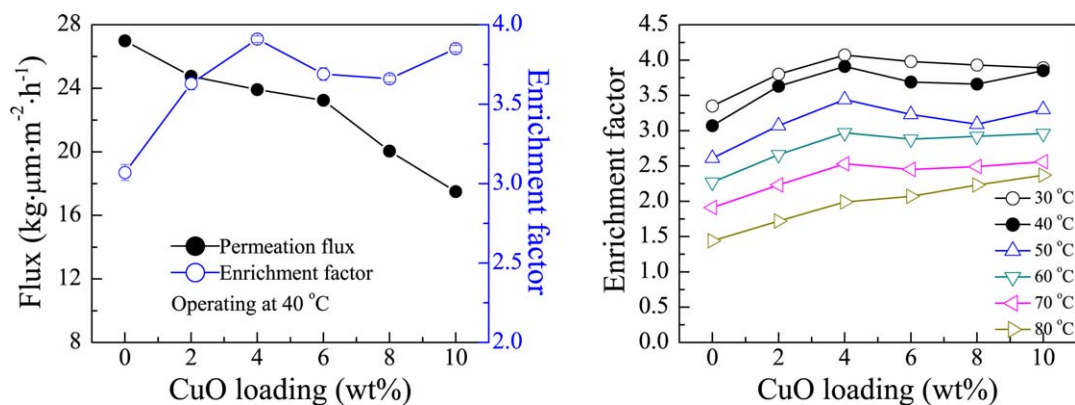 28
24
20
16
12
8
Flux (kg·μm·m⁻²·h⁻¹)
4.0
3.5
3.0
2.5
2.0
Enrichment factor
Permeation flux
Enrichment factor
Operating at 40 °C
0 2 4 6 8 10
CuO loading (wt%)
4.5
4.0
3.5
3.0
2.5
2.0
1.5
1.0
0.5
0.0
Enrichment factor
30 °C
40 °C
50 °C
60 °C
70 °C
80 °C
0 2 4 6 8 10
CuO loading (wt%)